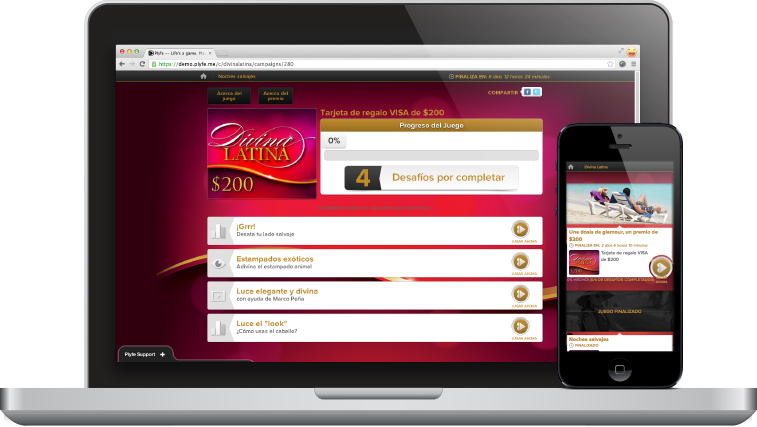 Plyfe -- Life's a game. Pl
https://demo.plyfe.me/c/divinalatina/campaigns/280
Noches salvajes
FINALIZA EN: 6 días 12 horas 29 minutos
Acerca del
juego
Acerca del
premio
COMPARTIR
Divina
LATINA
$200
Tarjeta de regalo VISA de $200
Progreso del Juego
0%
4 Desafíos por completar
¡Grrr!
Desata tu lado salvaje
JUGAR AHORA
Estampados exóticos
Adivina el estampado animal
JUGAR AHORA
Luce elegante y divina
con ayuda de Marco Peña
JUGAR AHORA
Luce el "look"
¿Cómo usas el cabello?
JUGAR AHORA
Plyfe Support +
Divina Latina
Una dosis de glamour, un premio de
$200
FINALIZA EN: 2 días 6 horas 10 minutos
Divina
LATINA
$200
Tarjeta de regalo VISA
de $200
JUEGO FINALIZADO
Noches salvajes
FINALIZADO